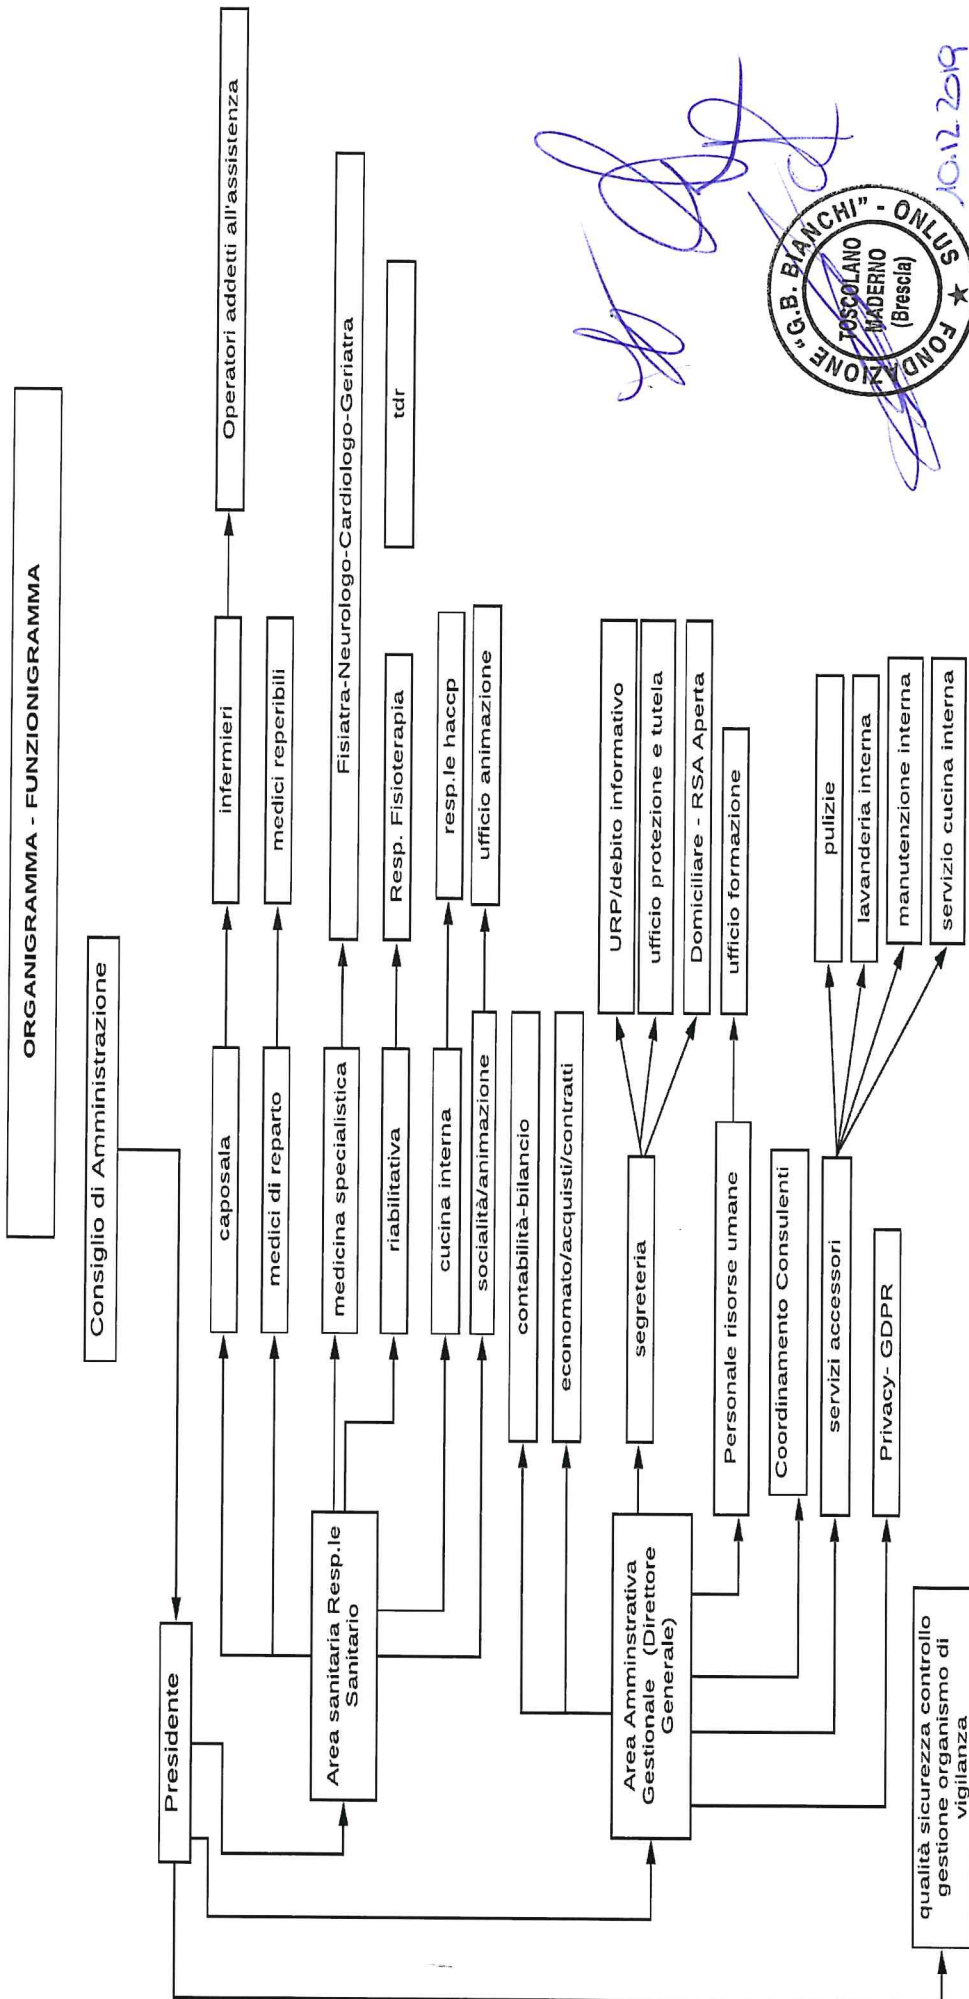 ORGANIGRAMMA - FUNZIONIGRAMMA
Consiglio di Amministrazione
Presidente
caposala
infermieri
Operatori addetti all'assistenza
medici di reparto
medici reperibili
Area sanitaria Resp.le
Sanitario
medicina specialistica
Fisiatra-Neurologo-Cardiologo-Geriatra
riabilitativa
Resp. Fisioterapia
tdr
cucina interna
resp.le haccp
socialità/animazione
ufficio animazione
contabilità-bilancio
economato/acquisti/contratti
Area Amminstrativa
Gestionale (Direttore
Generale)
segreteria
URP/debito informativo
ufficio protezione e tutela
Domiciliare - RSA Aperta
Personale risorse umane
ufficio formazione
Coordinamento Consulenti
servizi accessori
pulizie
lavanderia interna
manutenzione interna
servizio cucina interna
Privacy- GDPR
qualità sicurezza controllo
gestione organismo di
vigilanza
FONDAZIONE "G.B. BIANCHI" - ONLUS
TOSCOLANO
MADERNO
(Brescia)
10.12.2019